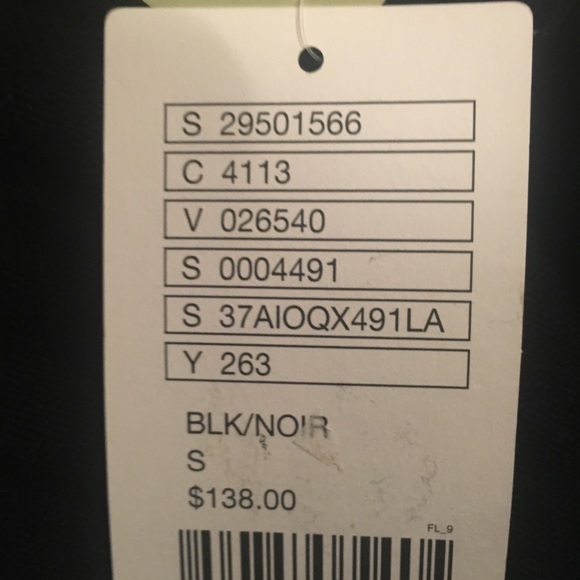 S 29501566
C 4113
V 026540
S 0004491
S 37AIOQX491LA
Y 263
BLK/NOIR
S
$138.00
FL_9